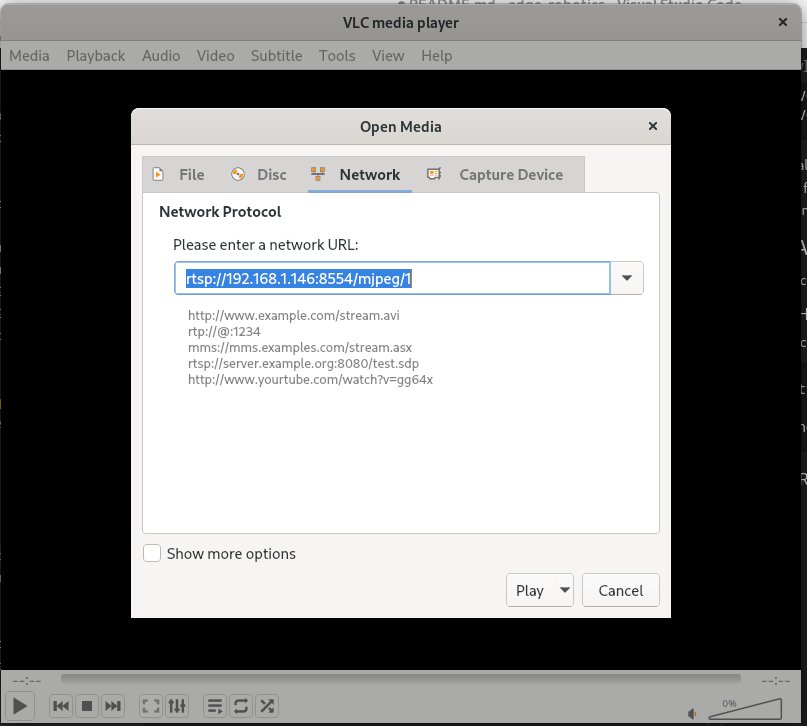 README.md - edge-robotics - Visual Studio Code
VLC media player
Media Playback Audio Video Subtitle Tools View Help
Open Media
File Disc Network Capture Device
Network Protocol
Please enter a network URL:
rtsp://192.168.1.146:8554/mjpeg/1
http://www.example.com/stream.avi
rtp://@:1234
mms://mms.examples.com/stream.asx
rtsp://server.example.org:8080/test.sdp
http://www.yourtube.com/watch?v=gg64x
Show more options
Play Cancel
--:-- --:--
0%